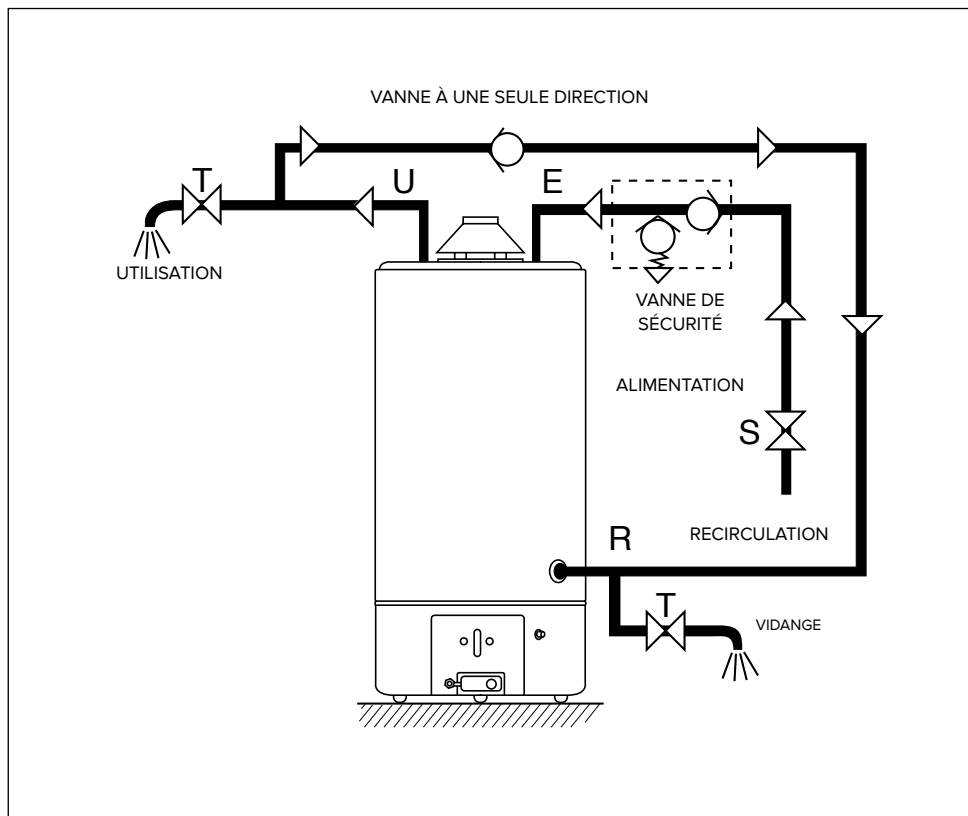 VANNE À UNE SEULE DIRECTION
T
U
E
UTILISATION
VANNE DE
SÉCURITÉ
ALIMENTATION
S
R
RECIRCULATION
T
VIDANGE